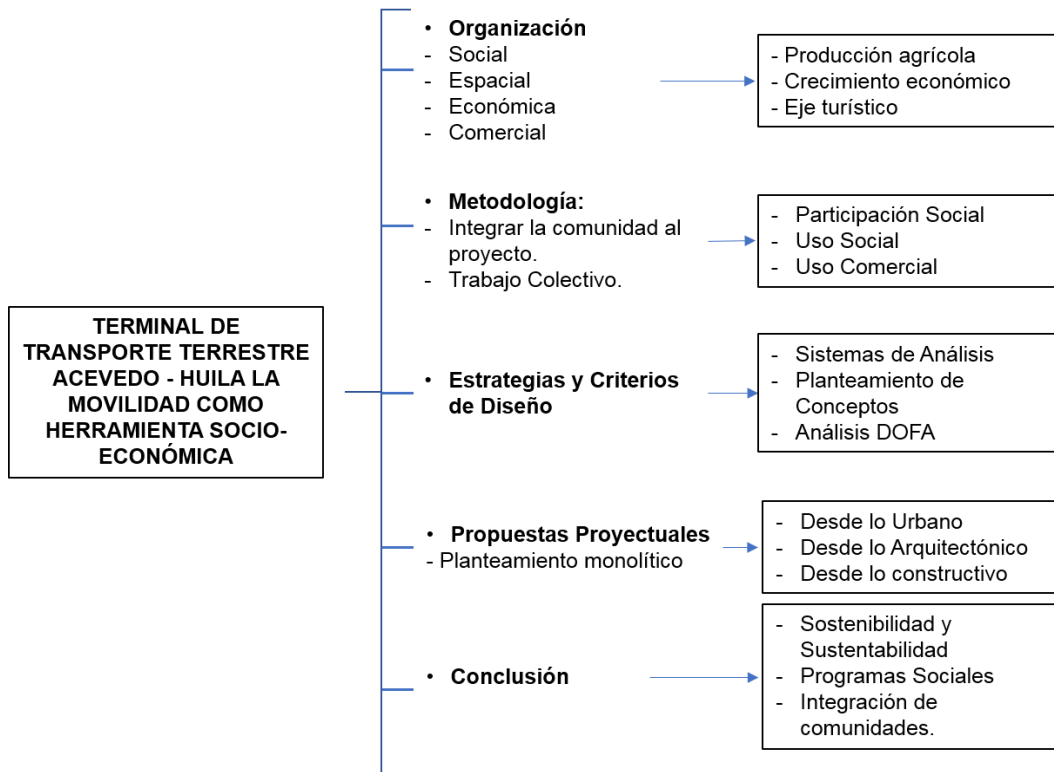 TERMINAL DE
TRANSPORTE TERRESTRE
ACEVEDO - HUILA LA
MOVILIDAD COMO
HERRAMIENTA SOCIO-
ECONÓMICA
• Organización
- Social
- Espacial
- Económica
- Comercial
- Producción agrícola
- Crecimiento económico
- Eje turístico
• Metodología:
- Integrar la comunidad al
proyecto.
- Trabajo Colectivo.
- Participación Social
- Uso Social
- Uso Comercial
• Estrategias y Criterios
de Diseño
- Sistemas de Análisis
- Planteamiento de
Conceptos
- Análisis DOFA
• Propuestas Proyectuales
- Planteamiento monolítico
- Desde lo Urbano
- Desde lo Arquitectónico
- Desde lo constructivo
• Conclusión
- Sostenibilidad y
Sustentabilidad
- Programas Sociales
- Integración de
comunidades.